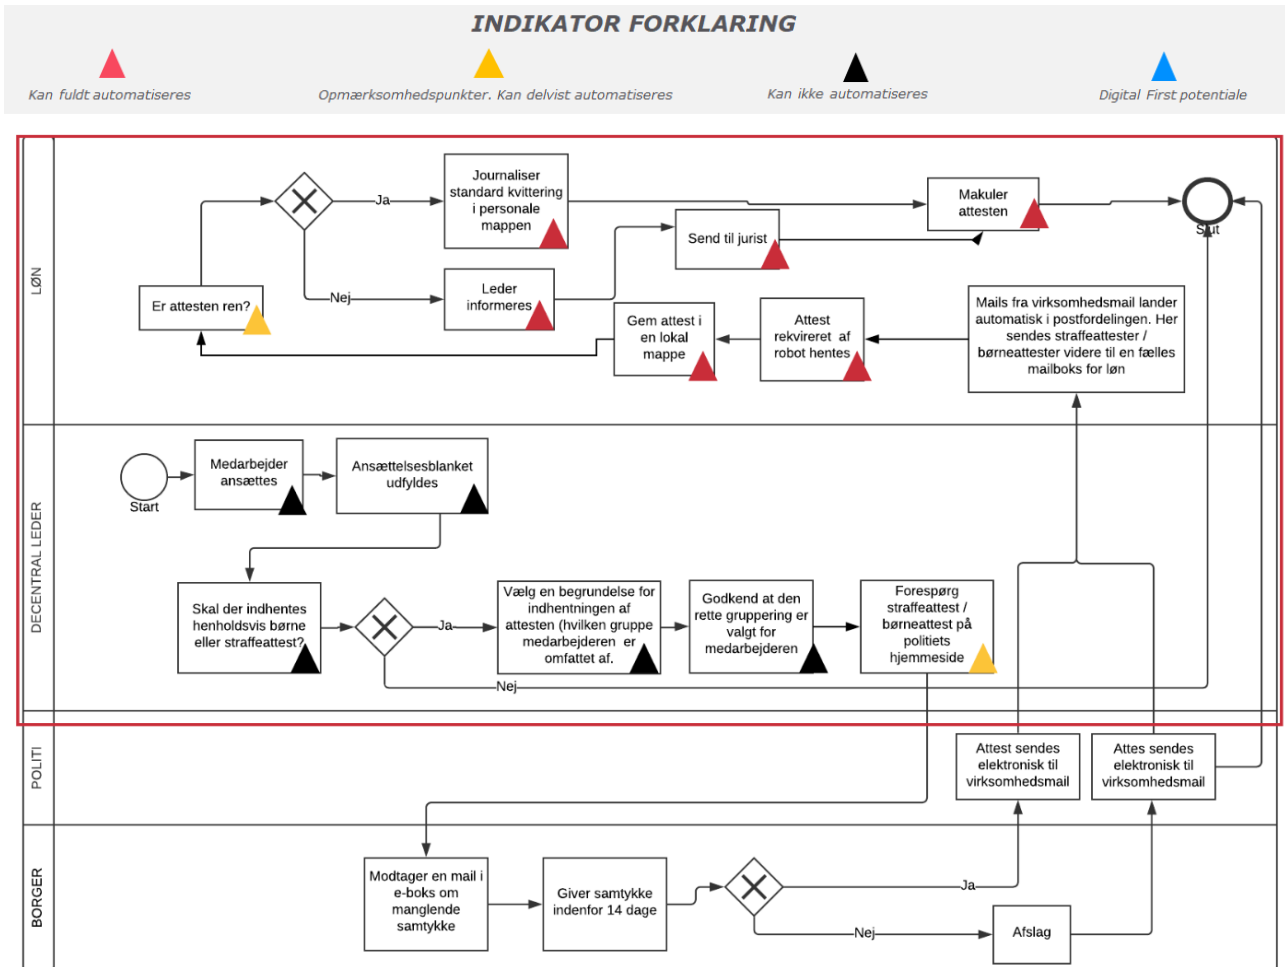 INDIKATOR FORKLARING
Kan fuldt automatiseres
Opmærksomhedspunkter. Kan delvist automatiseres
Kan ikke automatiseres
Digital First potentiale
LØN
Journaliser
standard kvittering
i personale
mappen
Ja
Makuler
attesten
Slut
Send til jurist
Er attesten ren?
Nej
Leder
informeres
Gem attest i
en lokal
mappe
Attest
rekvireret af
robot hentes
Mails fra virksomhedsmail lander
automatisk i postfordelingen. Her
sendes straffeattester /
børneattester videre til en fælles
mailboks for løn
DECENTRAL LEDER
Start
Medarbejder
ansættes
Ansættelsesblanket
udfyldes
Skal der indhentes
henholdsvis børne
eller straffeattest?
Ja
Nej
Vælg en begrundelse for
indhentningen af
attesten (hvilken gruppe
medarbejderen er
omfattet af.
Godkend at den
rette gruppering er
valgt for
medarbejderen
Forespørg
straffeattest /
børneattest på
politiets
hjemmeside
POLITI
Attest sendes
elektronisk til
virksomhedsmail
Attes sendes
elektronisk til
virksomhedsmail
BORGER
Modtager en mail i
e-boks om
manglende
samtykke
Giver samtykke
indenfor 14 dage
Ja
Nej
Afslag